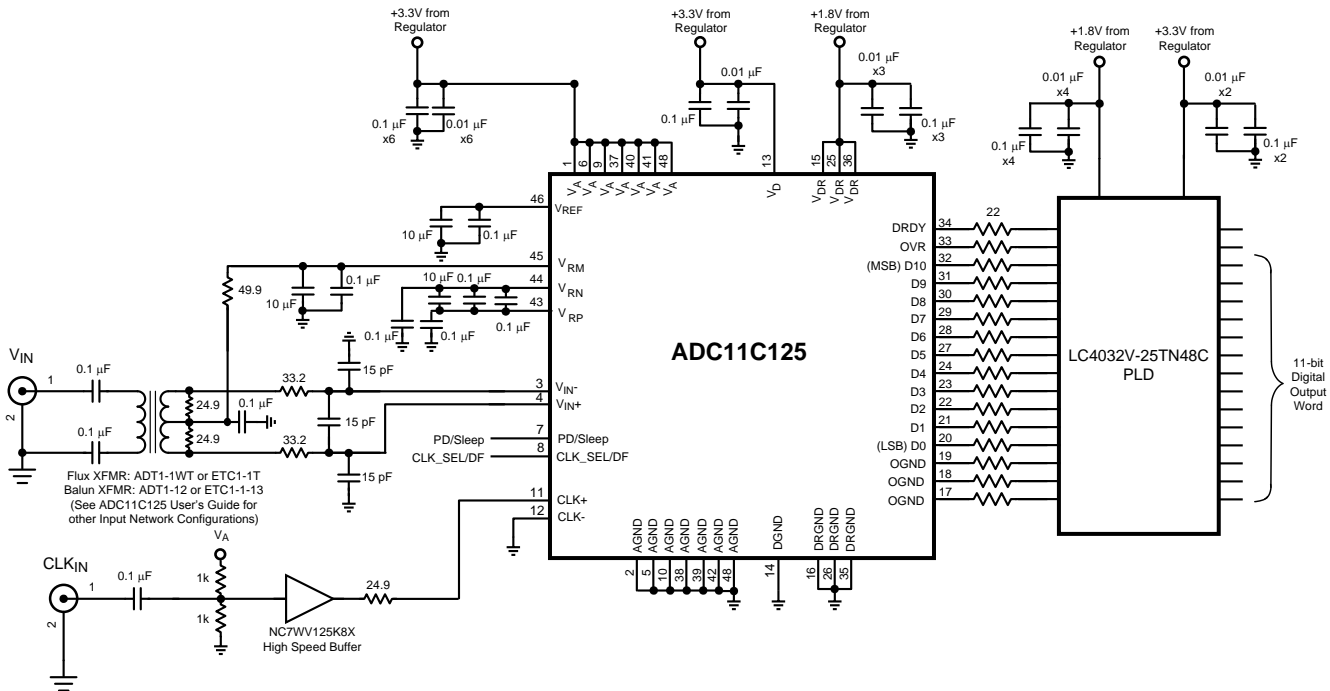 +3.3V from
Regulator
+3.3V from
Regulator
+1.8V from
Regulator
+1.8V from
Regulator
+3.3V from
Regulator
0.1 µF
x6
0.01 µF
x6
0.01 µF
0.1 µF
0.01 µF
x3
0.1 µF
x3
0.01 µF
x4
0.1 µF
x4
0.01 µF
x2
0.1 µF
x2
1
6
9
37
40
41
48
13
15
25
36
VA
VA
VA
VA
VA
VA
VA
VD
VDR
VDR
VDR
46
VREF
10 µF
0.1 µF
45
VRM
49.9
10 µF
0.1 µF
44
VRN
43
VRP
10 µF
0.1 µF
0.1 µF
0.1 µF
0.1 µF
ADC11C125
VIN
1
2
0.1 µF
0.1 µF
24.9
24.9
0.1 µF
33.2
33.2
15 pF
15 pF
15 pF
3
VIN-
4
VIN+
7
PD/Sleep
PD/Sleep
8
CLK_SEL/DF
CLK_SEL/DF
11
CLK+
12
CLK-
Flux XFMR: ADT1-1WT or ETC1-1T
Balun XFMR: ADT1-12 or ETC1-1-13
(See ADC11C125 User's Guide for
other Input Network Configurations)
VA
CLKIN
1
2
0.1 µF
1k
1k
24.9
NC7WV125K8X
High Speed Buffer
AGND
AGND
AGND
AGND
AGND
AGND
AGND
DGND
DRGND
DRGND
DRGND
2
5
10
38
39
42
48
14
16
26
35
22
DRDY 34
OVR 33
(MSB) D10 32
D9 31
D8 30
D7 29
D6 28
D5 27
D4 24
D3 23
D2 22
D1 21
(LSB) D0 20
OGND 19
OGND 18
OGND 17
LC4032V-25TN48C
PLD
11-bit
Digital
Output
Word